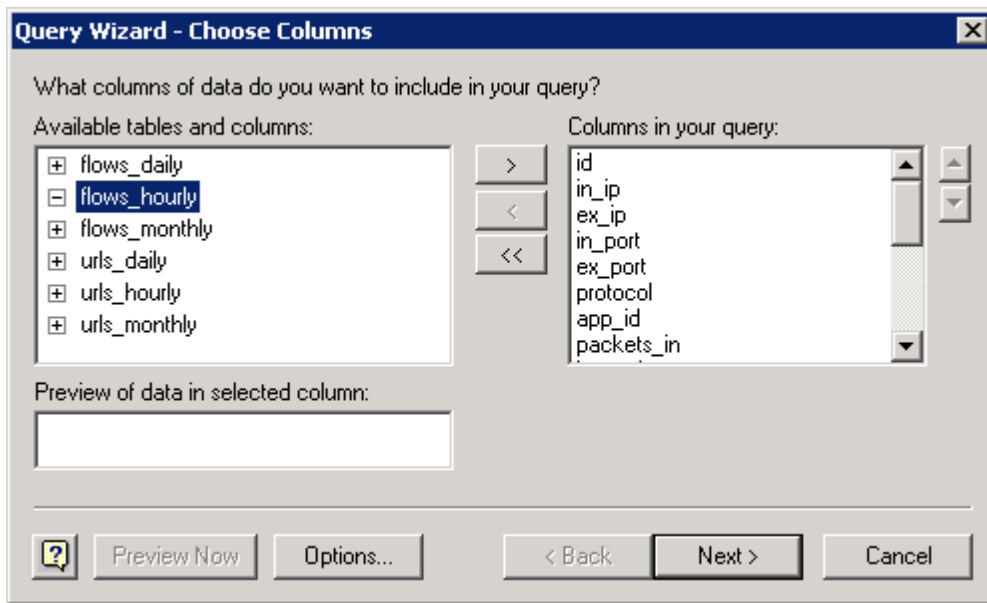 Query Wizard - Choose Columns
What columns of data do you want to include in your query?
Available tables and columns:
flows_daily
flows_hourly
flows_monthly
urls_daily
urls_hourly
urls_monthly
>
<
<<
Columns in your query:
id
in_ip
ex_ip
in_port
ex_port
protocol
app_id
packets_in
Preview of data in selected column:
Preview Now
Options...
< Back
Next >
Cancel